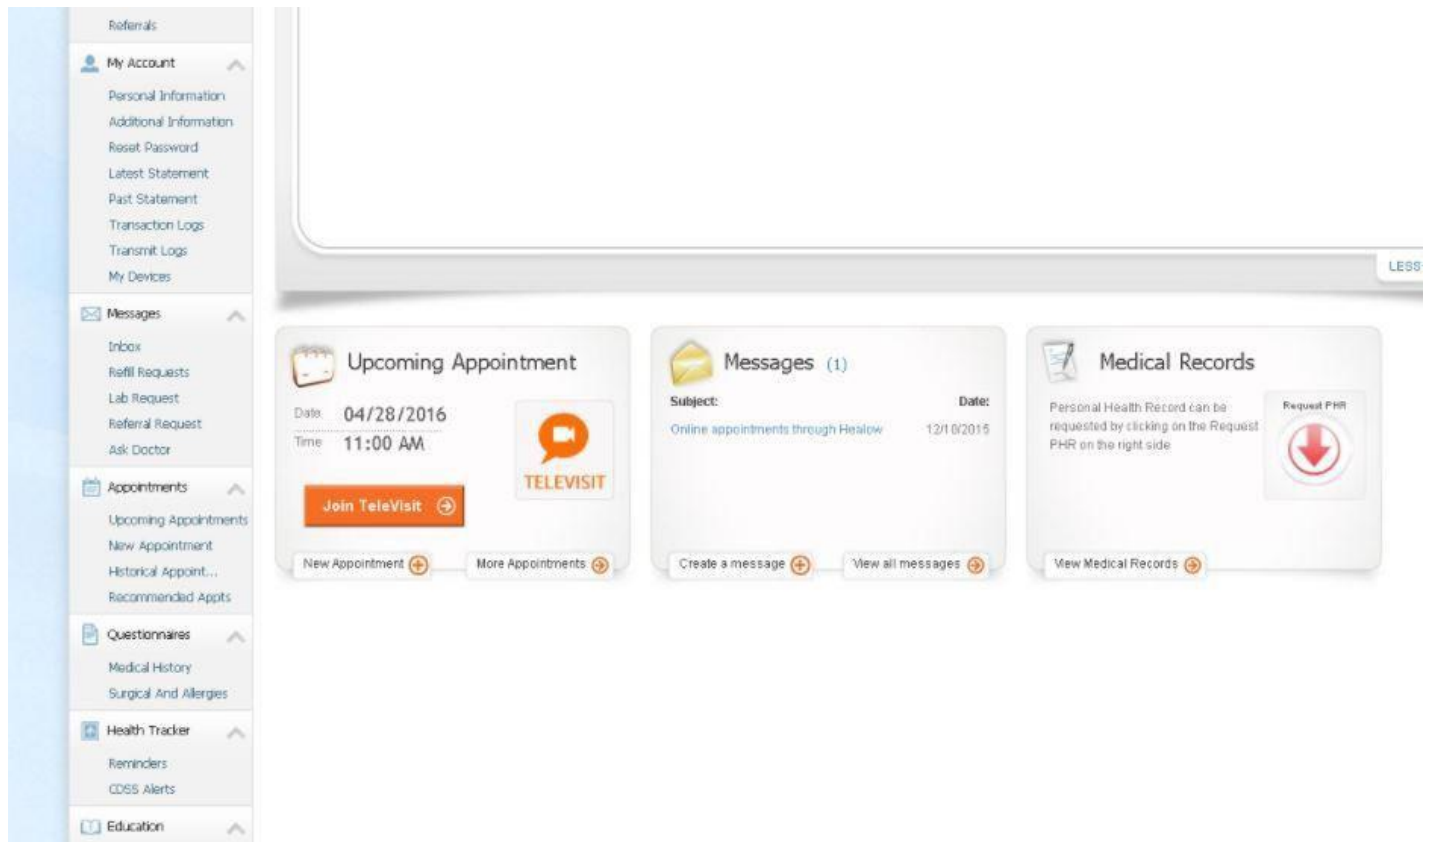 Referrals
My Account
Personal Information
Additional Information
Reset Password
Latest Statement
Past Statement
Transaction Logs
Transmit Logs
My Devices
Messages
Inbox
Refill Requests
Lab Request
Referral Request
Ask Doctor
Appointments
Upcoming Appointments
New Appointment
Historical Appoint...
Recommended Appts
Questionnaires
Medical History
Surgical And Allergies
Health Tracker
Reminders
CDSS Alerts
Education
LESS
Upcoming Appointment
Date 04/28/2016
Time 11:00 AM
TELEVISIT
Join TeleVisit
New Appointment
More Appointments
Messages (1)
Subject: Date:
Online appointments through Healow 12/10/2015
Create a message
View all messages
Medical Records
Personal Health Record can be
requested by clicking on the Request
PHR on the right side
Request PHR
View Medical Records